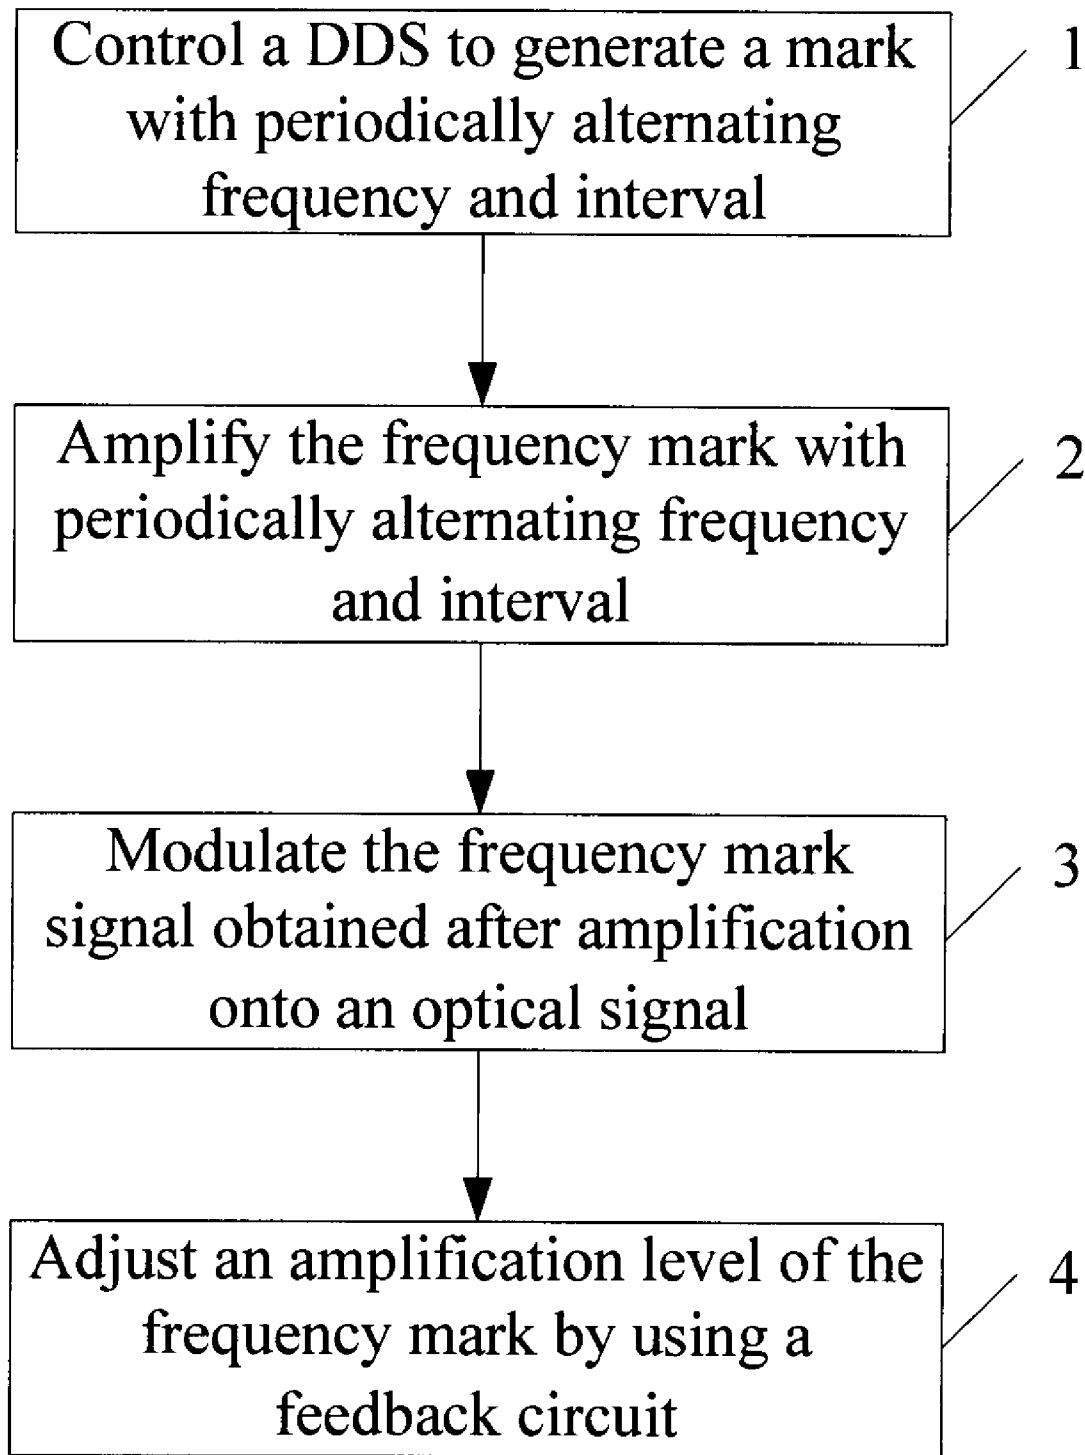 Control a DDS to generate a mark
with periodically alternating
frequency and interval
1
Amplify the frequency mark with
periodically alternating frequency
and interval
2
Modulate the frequency mark
signal obtained after amplification
onto an optical signal
3
Adjust an amplification level of the
frequency mark by using a
feedback circuit
4